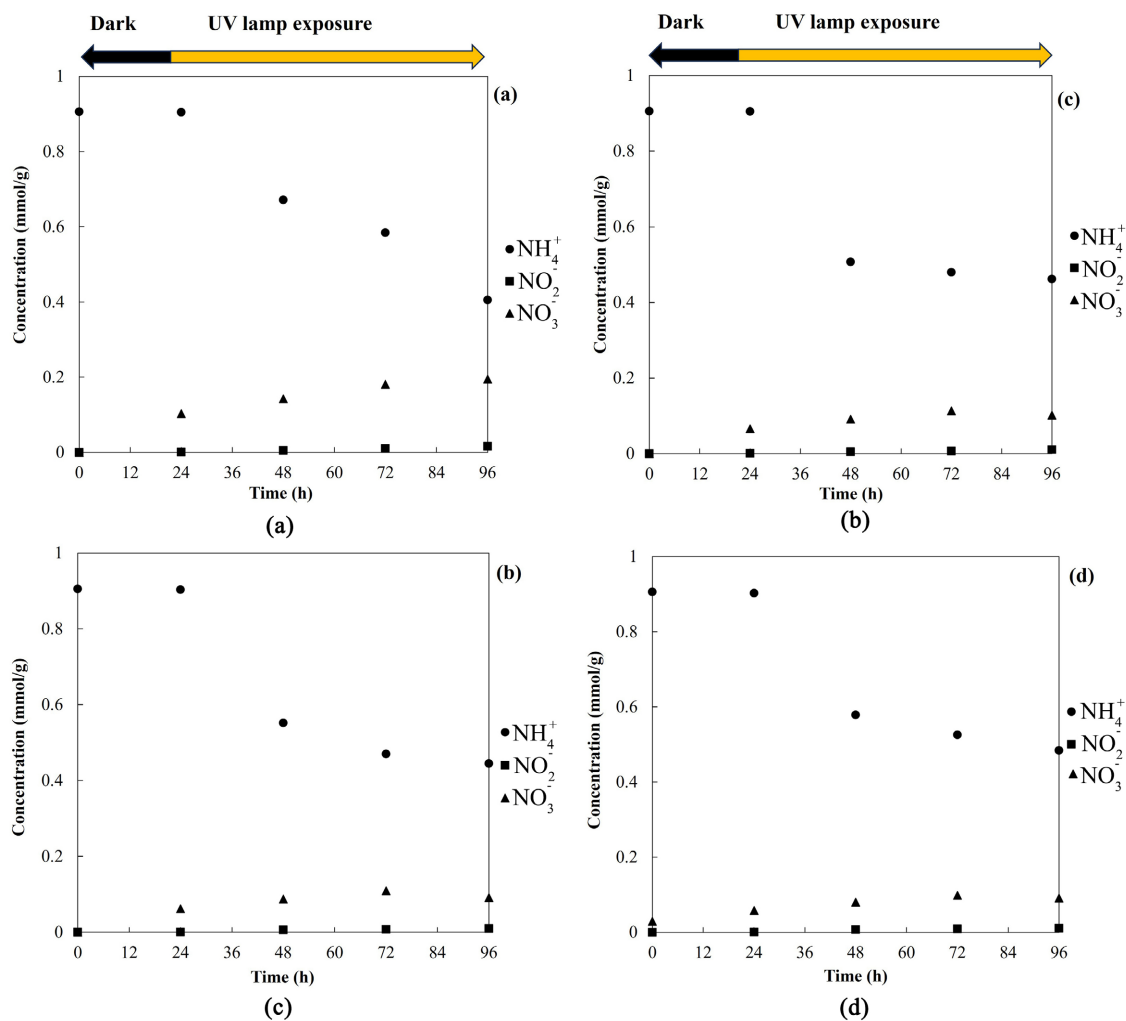 Dark UV lamp exposure
(a)
1
0.8
0.6
0.4
0.2
0
Concentration (mmol/g)
0 12 24 36 48 60 72 84 96
Time (h)
NH₄⁺
NO₂⁻
NO₃⁻
(a)
Dark UV lamp exposure
(c)
1
0.8
0.6
0.4
0.2
0
Concentration (mmol/g)
0 12 24 36 48 60 72 84 96
Time (h)
NH₄⁺
NO₂⁻
NO₃⁻
(b)
(b)
1
0.8
0.6
0.4
0.2
0
Concentration (mmol/g)
0 12 24 36 48 60 72 84 96
Time (h)
NH₄⁺
NO₂⁻
NO₃⁻
(c)
(d)
1
0.8
0.6
0.4
0.2
0
Concentration (mmol/g)
0 12 24 36 48 60 72 84 96
Time (h)
NH₄⁺
NO₂⁻
NO₃⁻
(d)